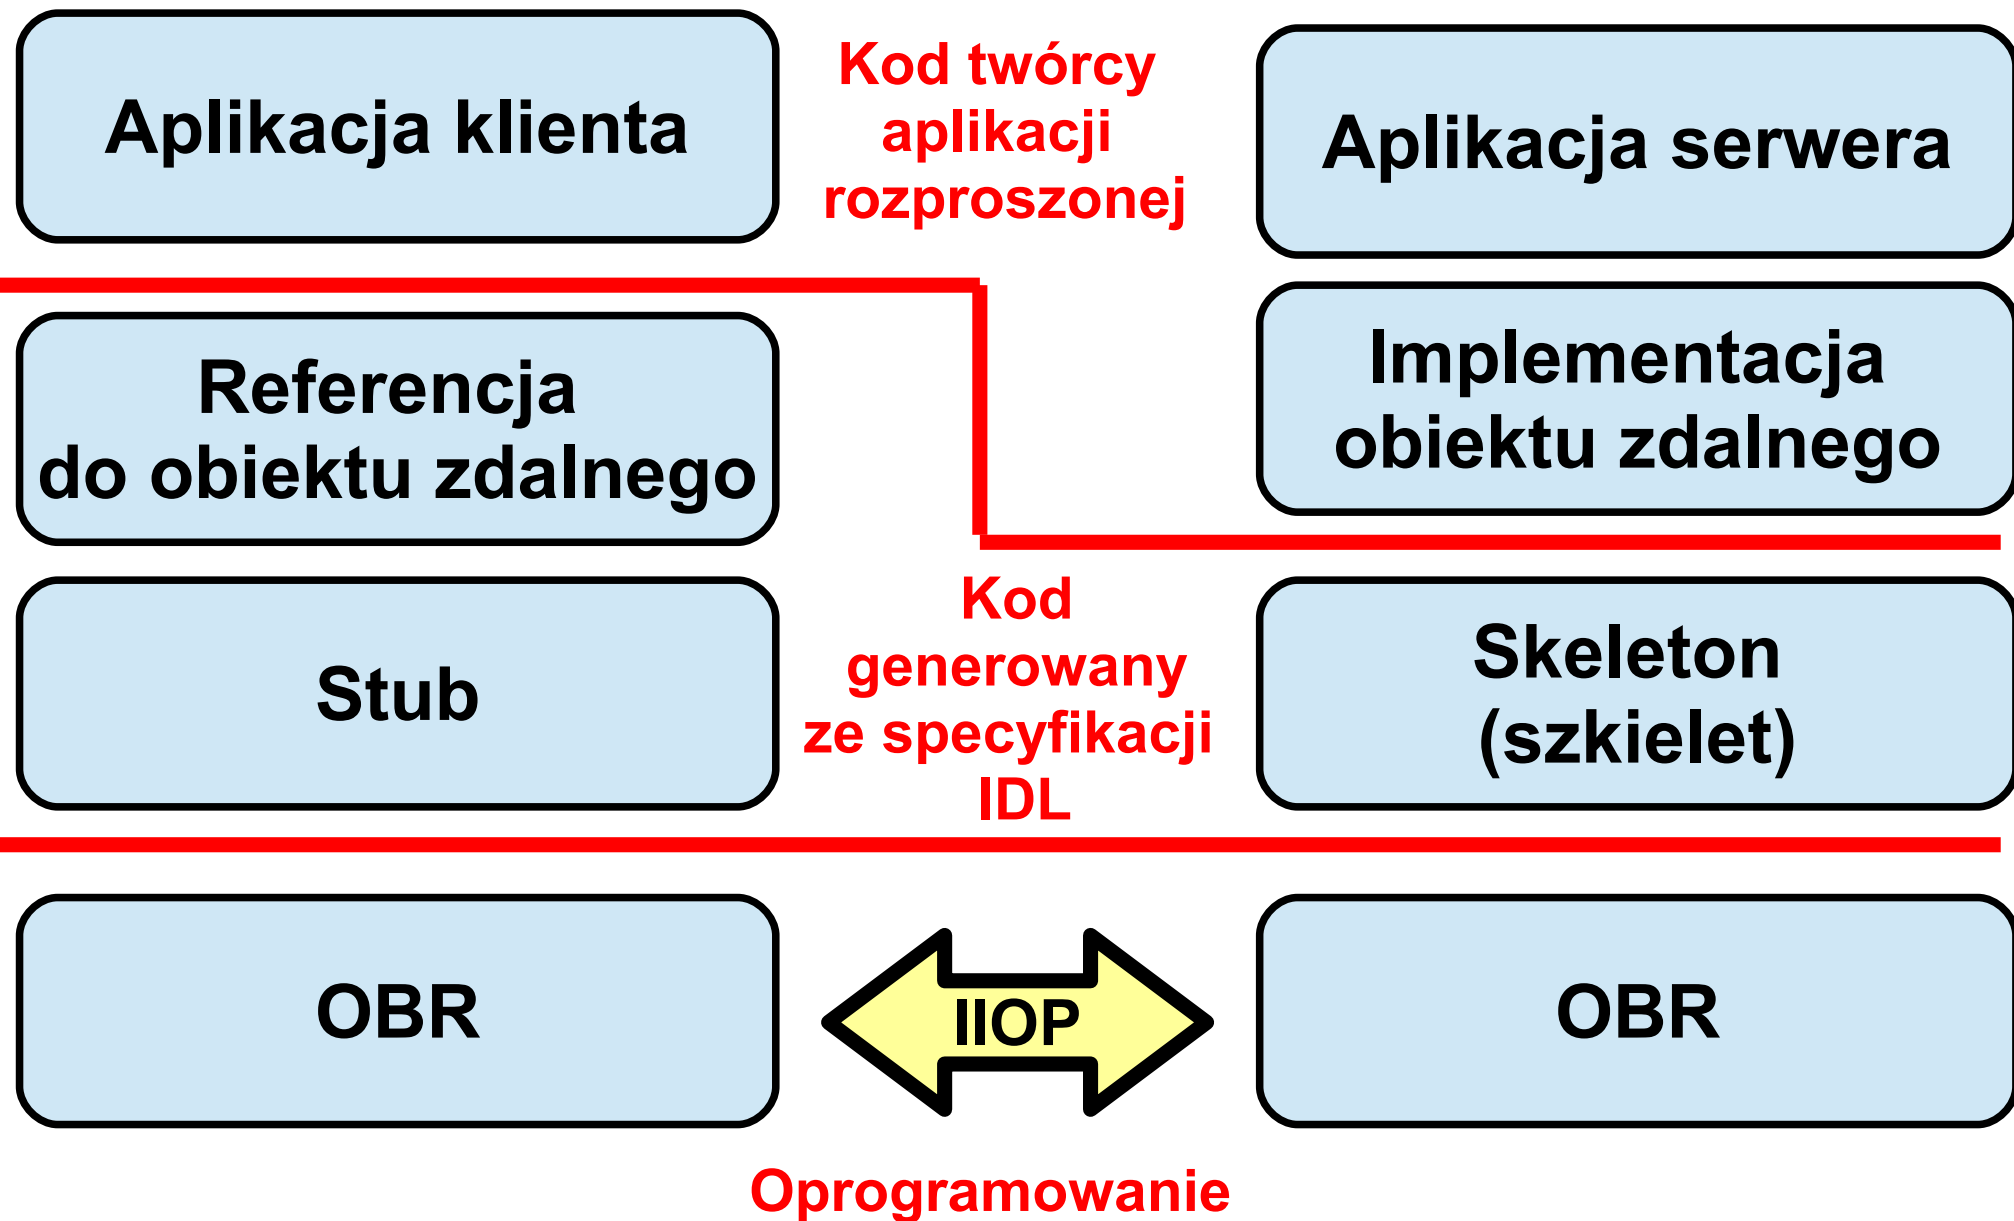 Aplikacja klienta
Kod twórcy
aplikacji
rozproszonej
Aplikacja serwera
Referencja
do obiektu zdalnego
Implementacja
obiektu zdalnego
Stub
Kod
generowany
ze specyfikacji
IDL
Skeleton
(szkielet)
OBR
IIOP
OBR
Oprogramowanie